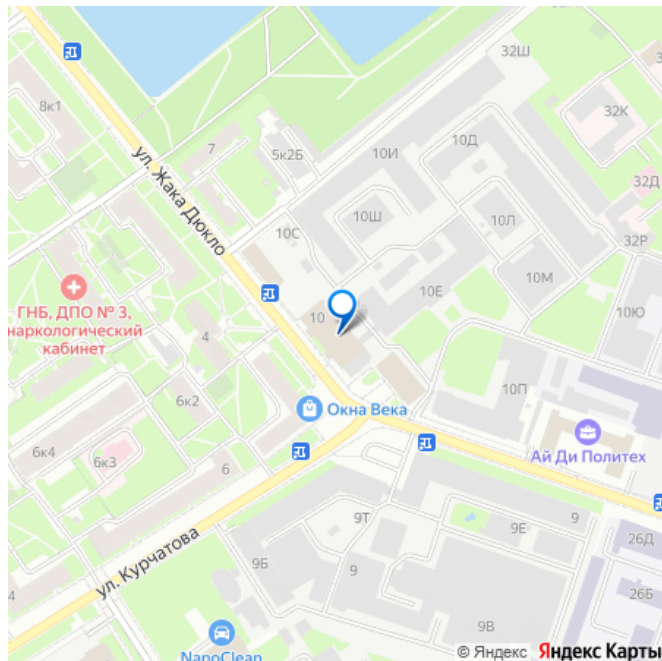 32Ш
8к1
32К
ул. Жака Дюкло
7
5к2Б
10И
10Д
32Д
10С
10Ш
10Л
32Р
10М
ГНБ, ДПО № 3,
наркологический
кабинет
10
10Е
10Ю
4
6к2
Окна Века
10П
Ай Ди Политех
6к4
6к3
6
9Т
9Е
9
26Д
ул. Курчатова
9Б
9
26Б
4
9В
NanoClean
© Яндекс Яндекс Карты